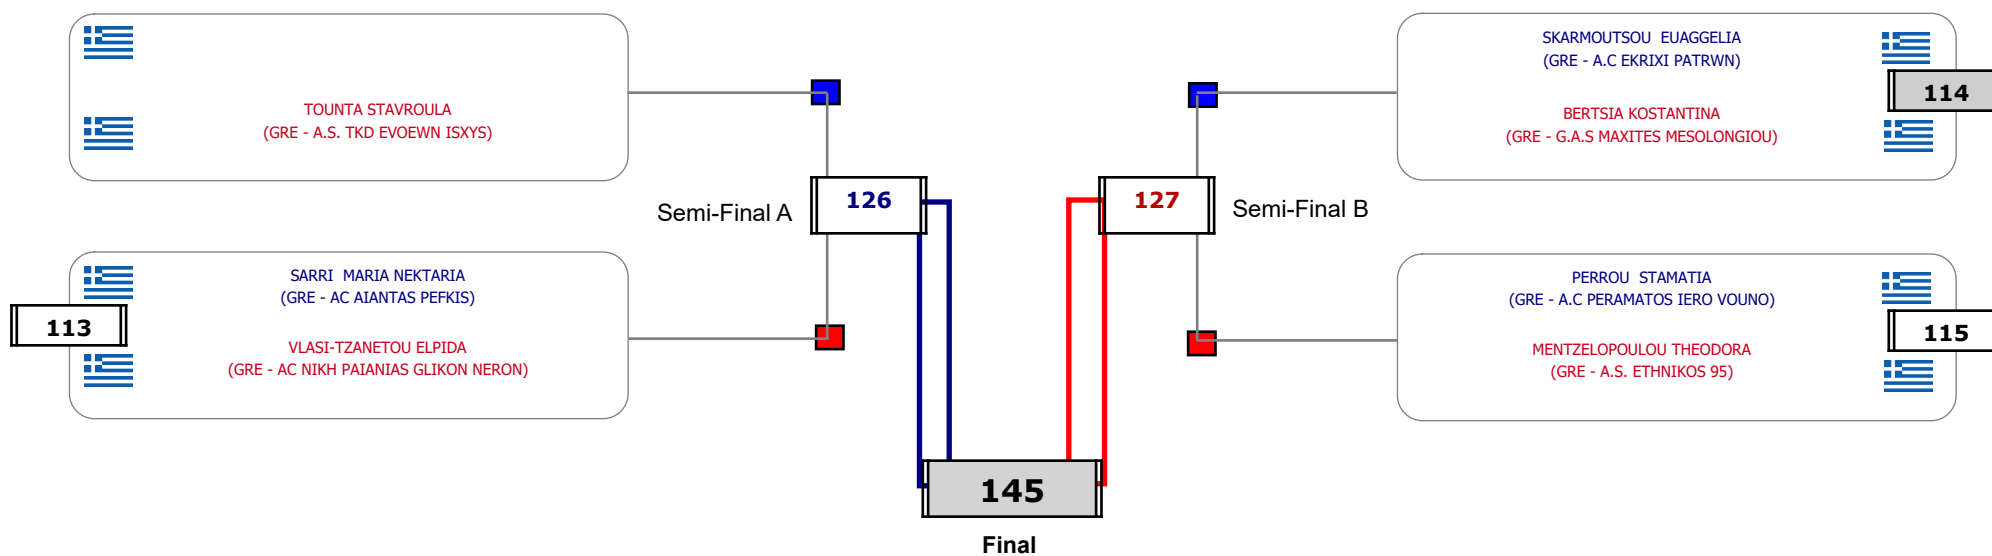 TOUNTA STAVROULA
(GRE - A.S. TKD EVOEWN ISXYS)
SARRI  MARIA NEKTARIA
(GRE - AC AIANTAS PEFKIS)
113
VLASI-TZANETOU ELPIDA
(GRE - AC NIKH PAIANIAS GLIKON NERON)
126
Semi-Final A
127
Semi-Final B
SKARMOUTSOU  EUAGGELIA
(GRE - A.C EKRIXI PATRWN)
114
BERTSIA KOSTANTINA
(GRE - G.A.S MAXITES MESOLONGIOU)
PERROU  STAMATIA
(GRE - A.C PERAMATOS IERO VOUNO)
115
MENTZELOPOULOU THEODORA
(GRE - A.S. ETHNIKOS 95)
145
Final